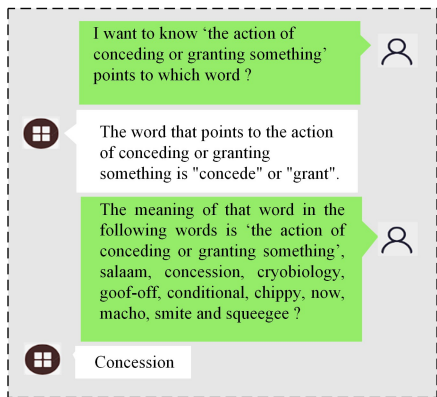 I want to know ‘the action of
conceding or granting something’
points to which word ?
The word that points to the action
of conceding or granting
something is "concede" or "grant".
The meaning of that word in the
following words is ‘the action of
conceding or granting something’,
salaam, concession, cryobiology,
goof-off, conditional, chippy, now,
macho, smite and squeegee ?
Concession